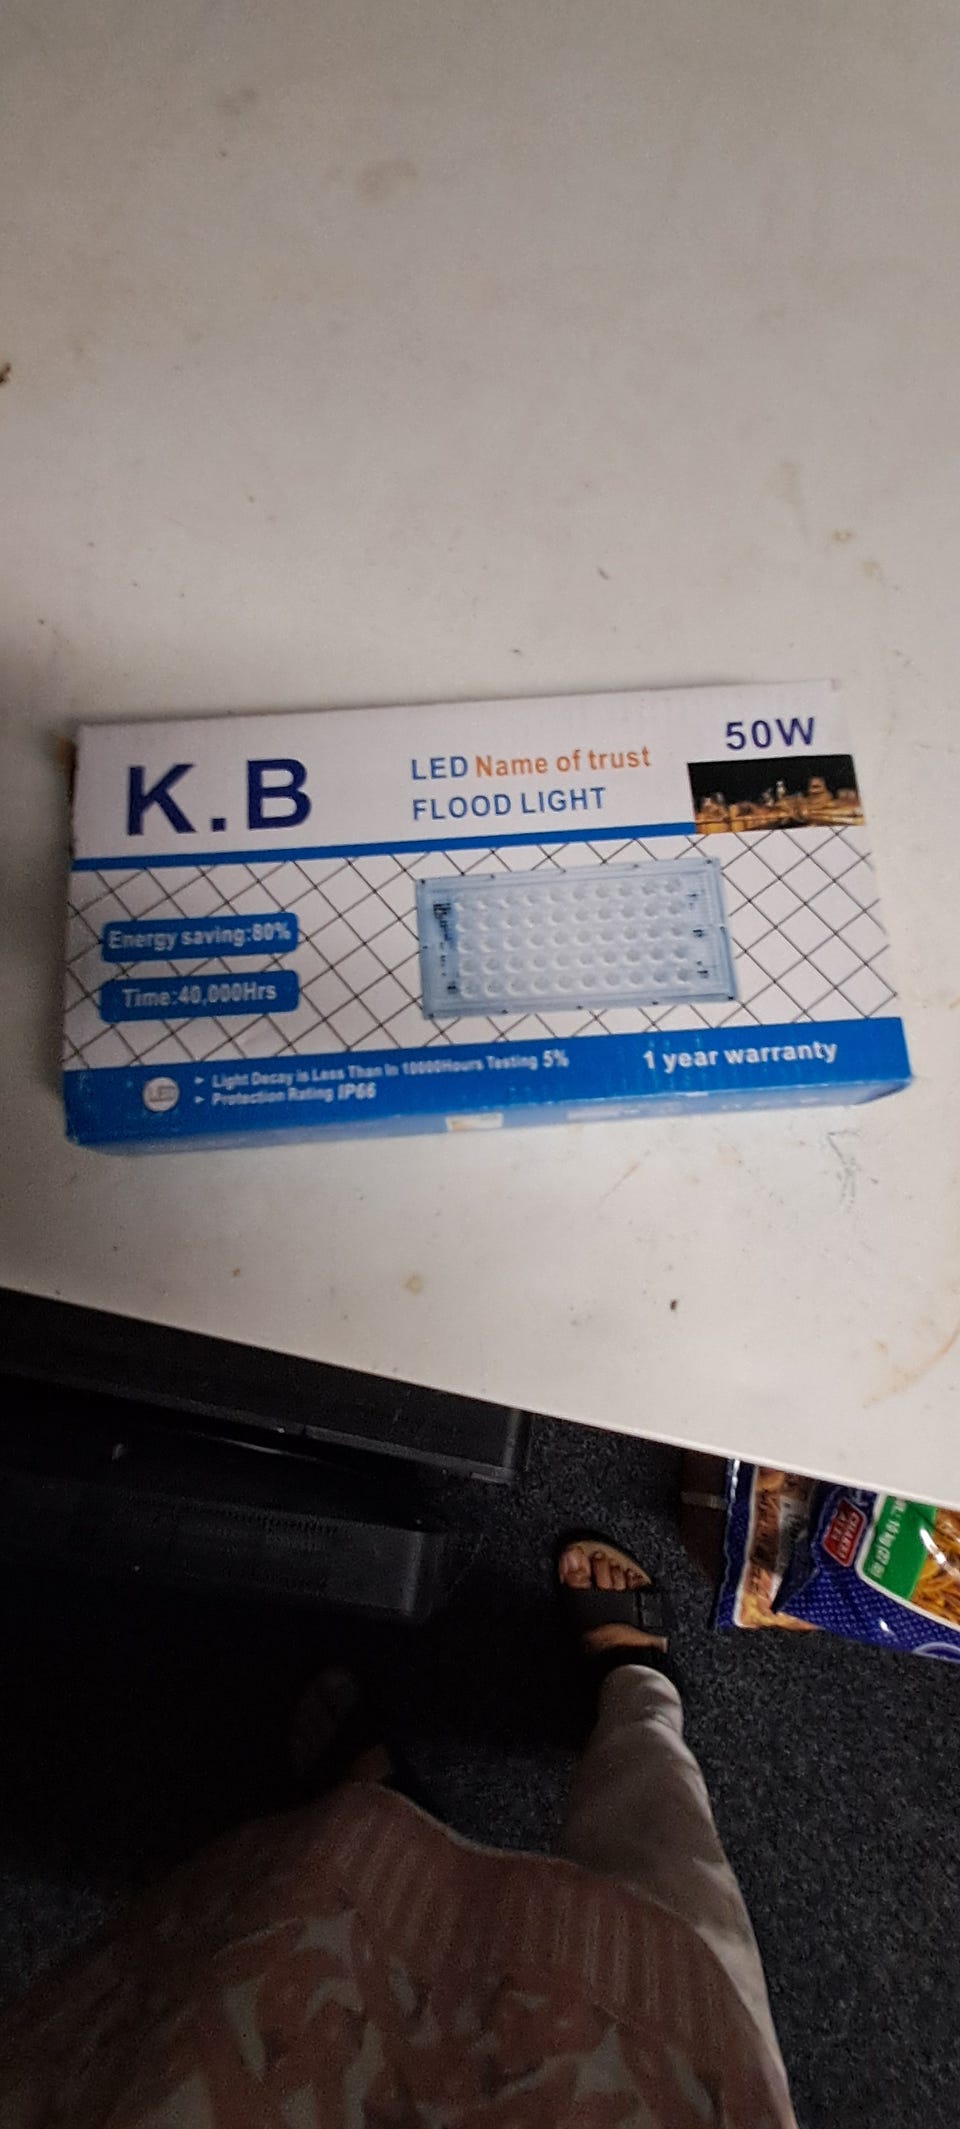 K.B
LED Name of trust
FLOOD LIGHT
50W
Energy saving:80%
Time:40,000Hrs
LED
Light Decay is Less Than In 10000Hours Testing 5%
Protection Rating IP66
1 year warranty